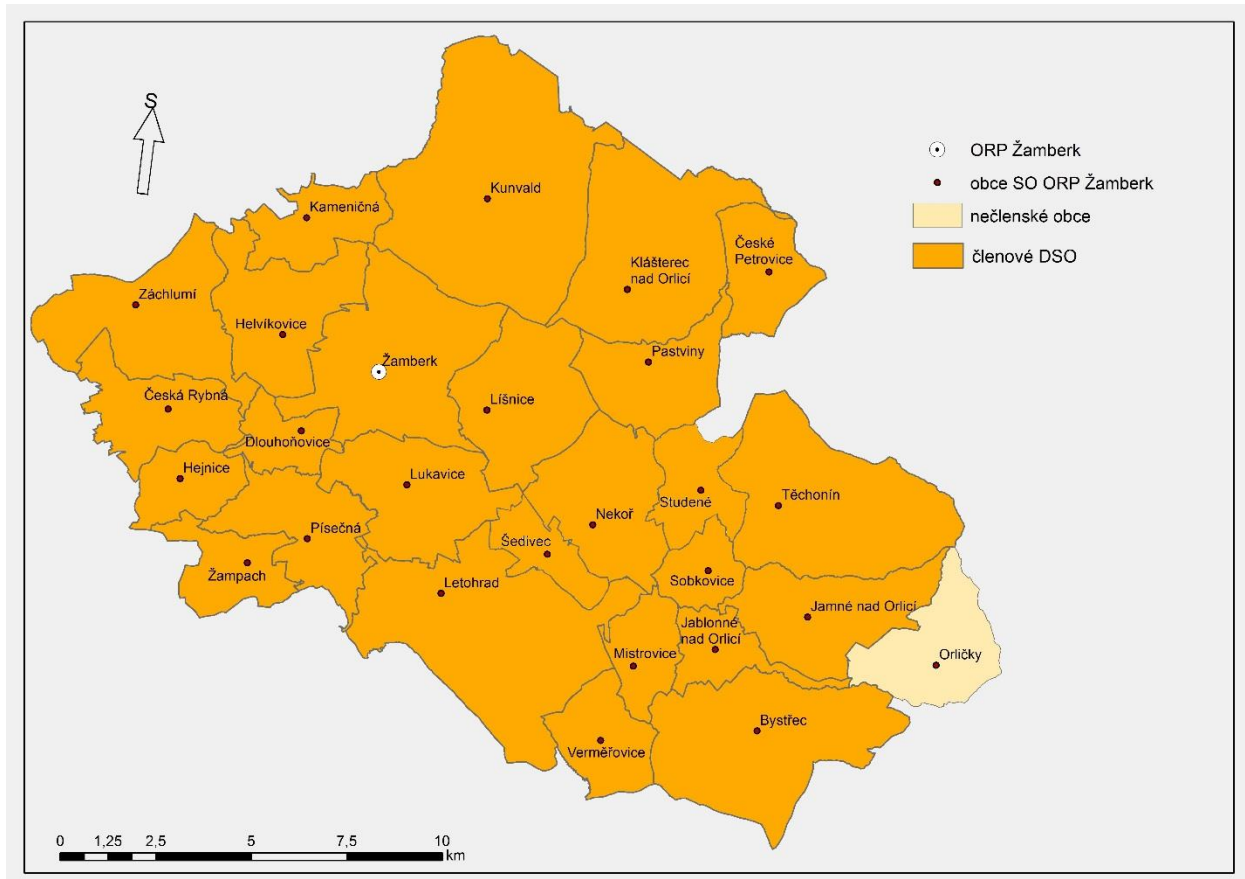 S
ORP Žamberk
obce SO ORP Žamberk
nečlenské obce
členové DSO
Kunvald
Kameničná
České
Petrovice
Klášterec
nad Orlicí
Záchlumí
Helvíkovice
Pastviny
Žamberk
Česká Rybná
Líšnice
Dlouhoňovice
Hejnice
Lukavice
Studené
Těchonín
Nekoř
Písečná
Šedivec
Žampach
Letohrad
Sobkovice
Jamné nad Orlicí
Jablonné
nad Orlicí
Mistrovice
Orličky
Bystřec
Verměřovice
0 1,25 2,5 5 7,5 10
km